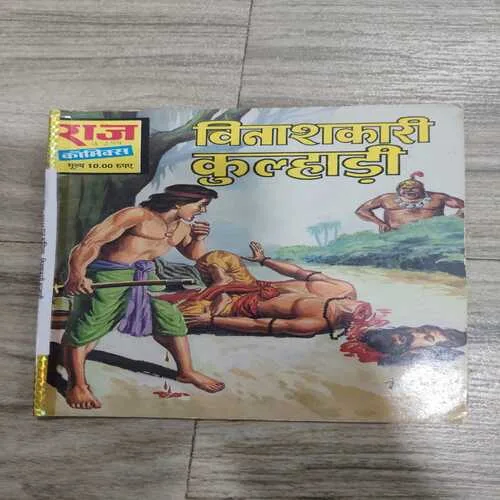 राज
कॉमिक्स
मूल्य 10.00 रुपए
विनाशकारी
कुल्हाड़ी